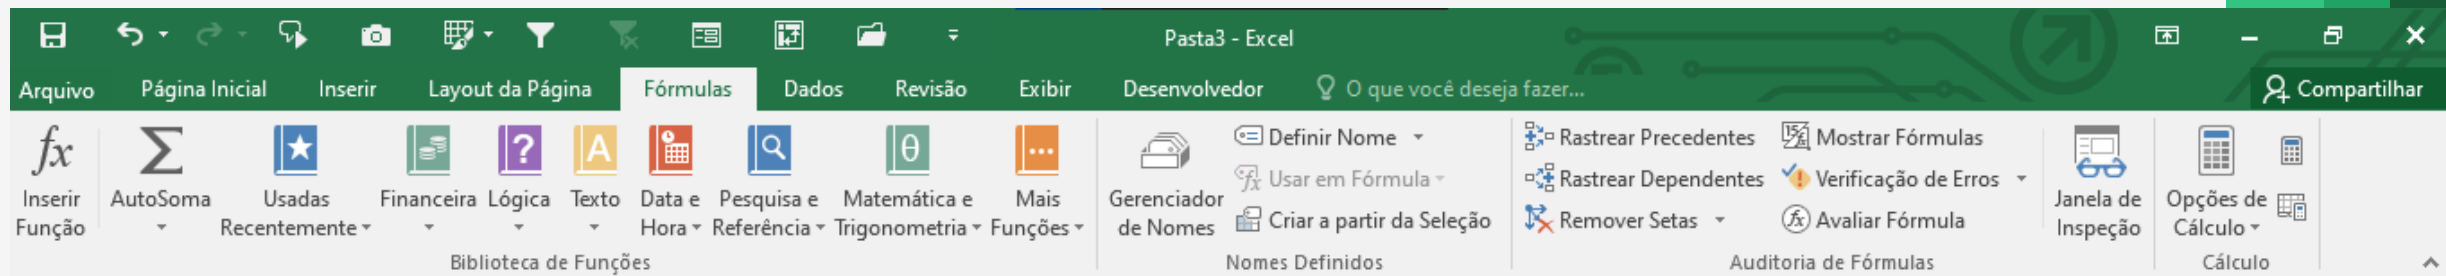 Pasta3 - Excel
Arquivo Página Inicial Inserir Layout da Página Fórmulas Dados Revisão Exibir Desenvolvedor O que você deseja fazer... Compartilhar
fx Inserir Função
Σ AutoSoma
Usadas Recentemente
Financeira
? Lógica
A Texto
Data e Hora
Pesquisa e Referência
θ Matemática e Trigonometria
... Mais Funções
Biblioteca de Funções
Gerenciador de Nomes
Definir Nome
Usar em Fórmula
Criar a partir da Seleção
Nomes Definidos
Rastrear Precedentes
Rastrear Dependentes
Remover Setas
Mostrar Fórmulas
Verificação de Erros
fx Avaliar Fórmula
Janela de Inspeção
Auditoria de Fórmulas
Opções de Cálculo
Cálculo